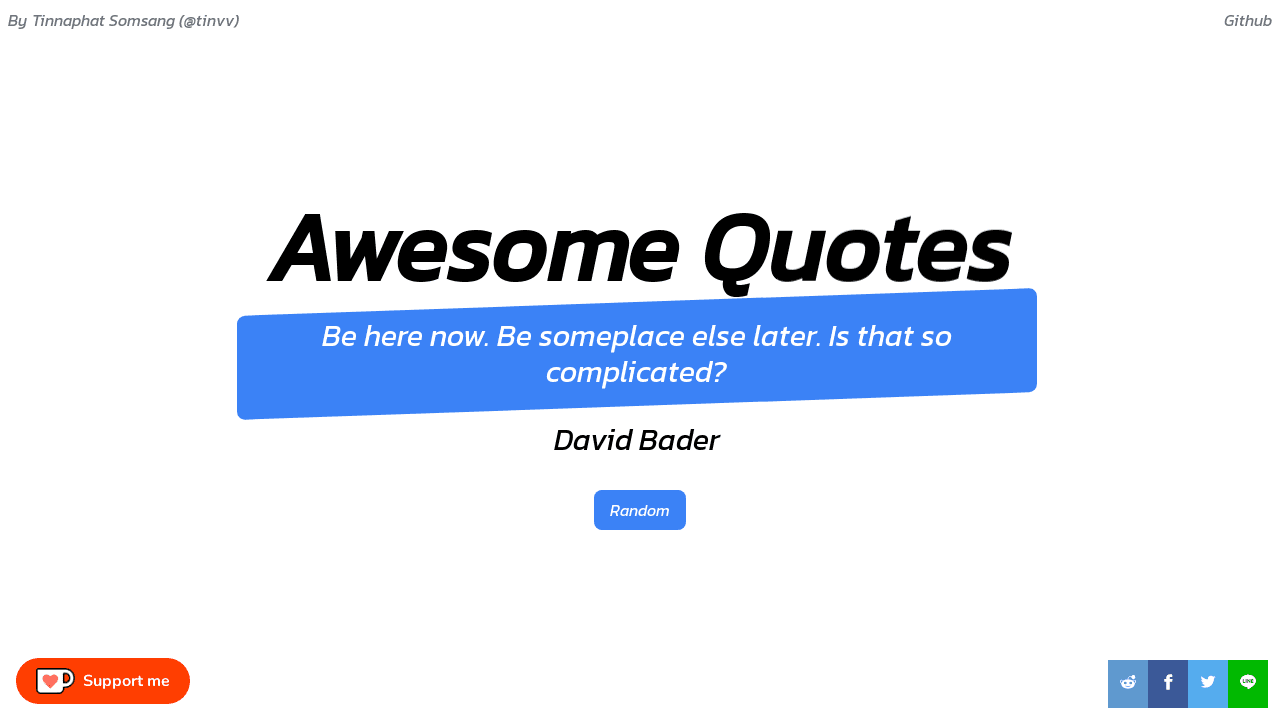 By Tinnaphat Somsang (@tinvv)
Github
Awesome Quotes
Be here now. Be someplace else later. Is that so
complicated?
David Bader
Random
Support me
LINE